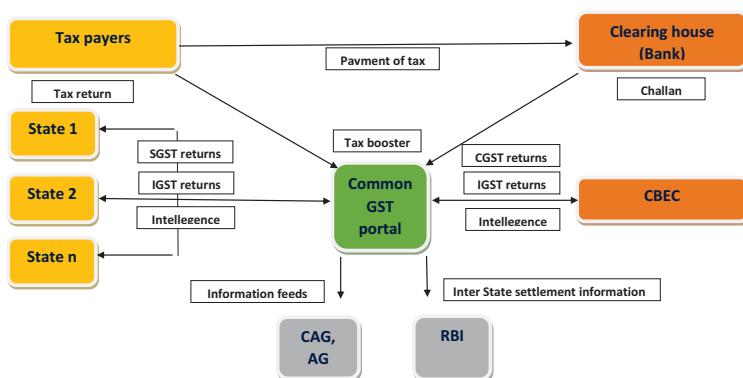 Tax payers
Clearing house
(Bank)
Pavment of tax
Tax return
Challan
State 1
Tax booster
SGST returns
CGST returns
Common
GST
portal
IGST returns
IGST returns
State 2
CBEC
Intellegence
Intellegence
State n
Information feeds
Inter State settlement information
CAG,
AG
RBI